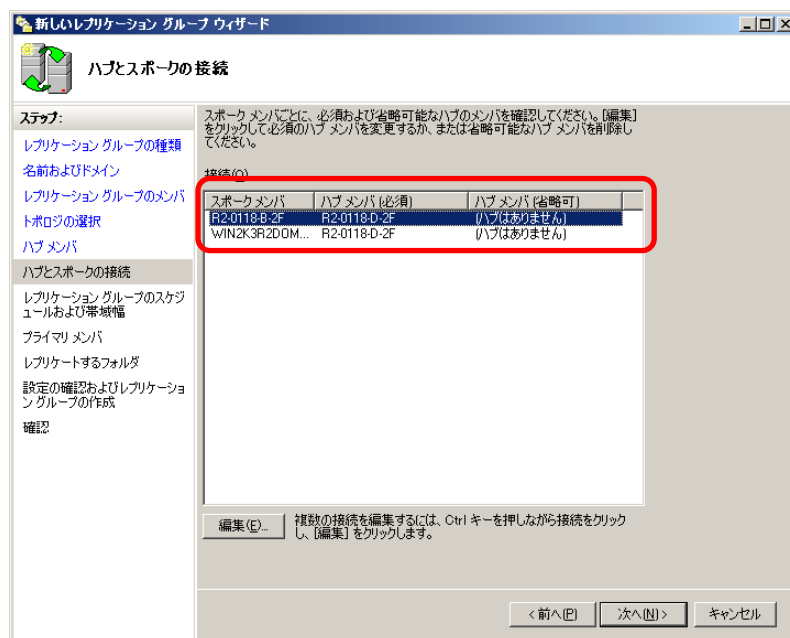 新しいレプリケーション グループ ウィザード
ハブとスポークの接続
ステップ:
レプリケーション グループの種類
名前およびドメイン
レプリケーション グループのメンバ
トポロジの選択
ハブ メンバ
ハブとスポークの接続
レプリケーション グループのスケジ
ュールおよび帯域幅
プライマリ メンバ
レプリケートするフォルダ
設定の確認およびレプリケーショ
ン グループの作成
確認
スポーク メンバごとに、必須および省略可能なハブのメンバを確認してください。[編集]
をクリックして必須のハブ メンバを変更するか、または省略可能なハブ メンバを削除し
てください。
接続(O)
スポーク メンバ ハブ メンバ (必須) ハブ メンバ (省略可)
R2-0118-B-2F R2-0118-D-2F (ハブはありません)
WIN2K3R2DOM... R2-0118-D-2F (ハブはありません)
編集(E)... 複数の接続を編集するには、Ctrl キーを押しながら接続をクリック
し、[編集] をクリックします。
< 前へ(P) 次へ(N) > キャンセル